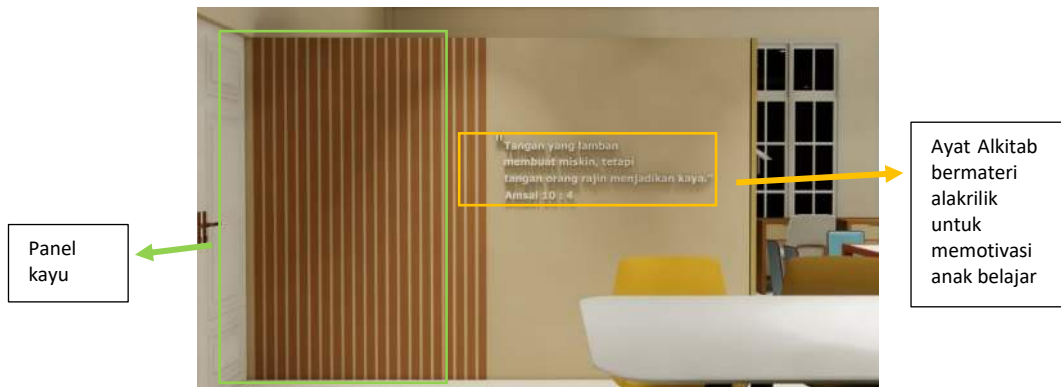 Panel
kayu
"Tangan yang lamban
membuat miskin, tetapi
tangan orang rajin menjadikan kaya."
Amsal 10 : 4
Ayat Alkitab
bermateri
alakrilik
untuk
memotivasi
anak belajar